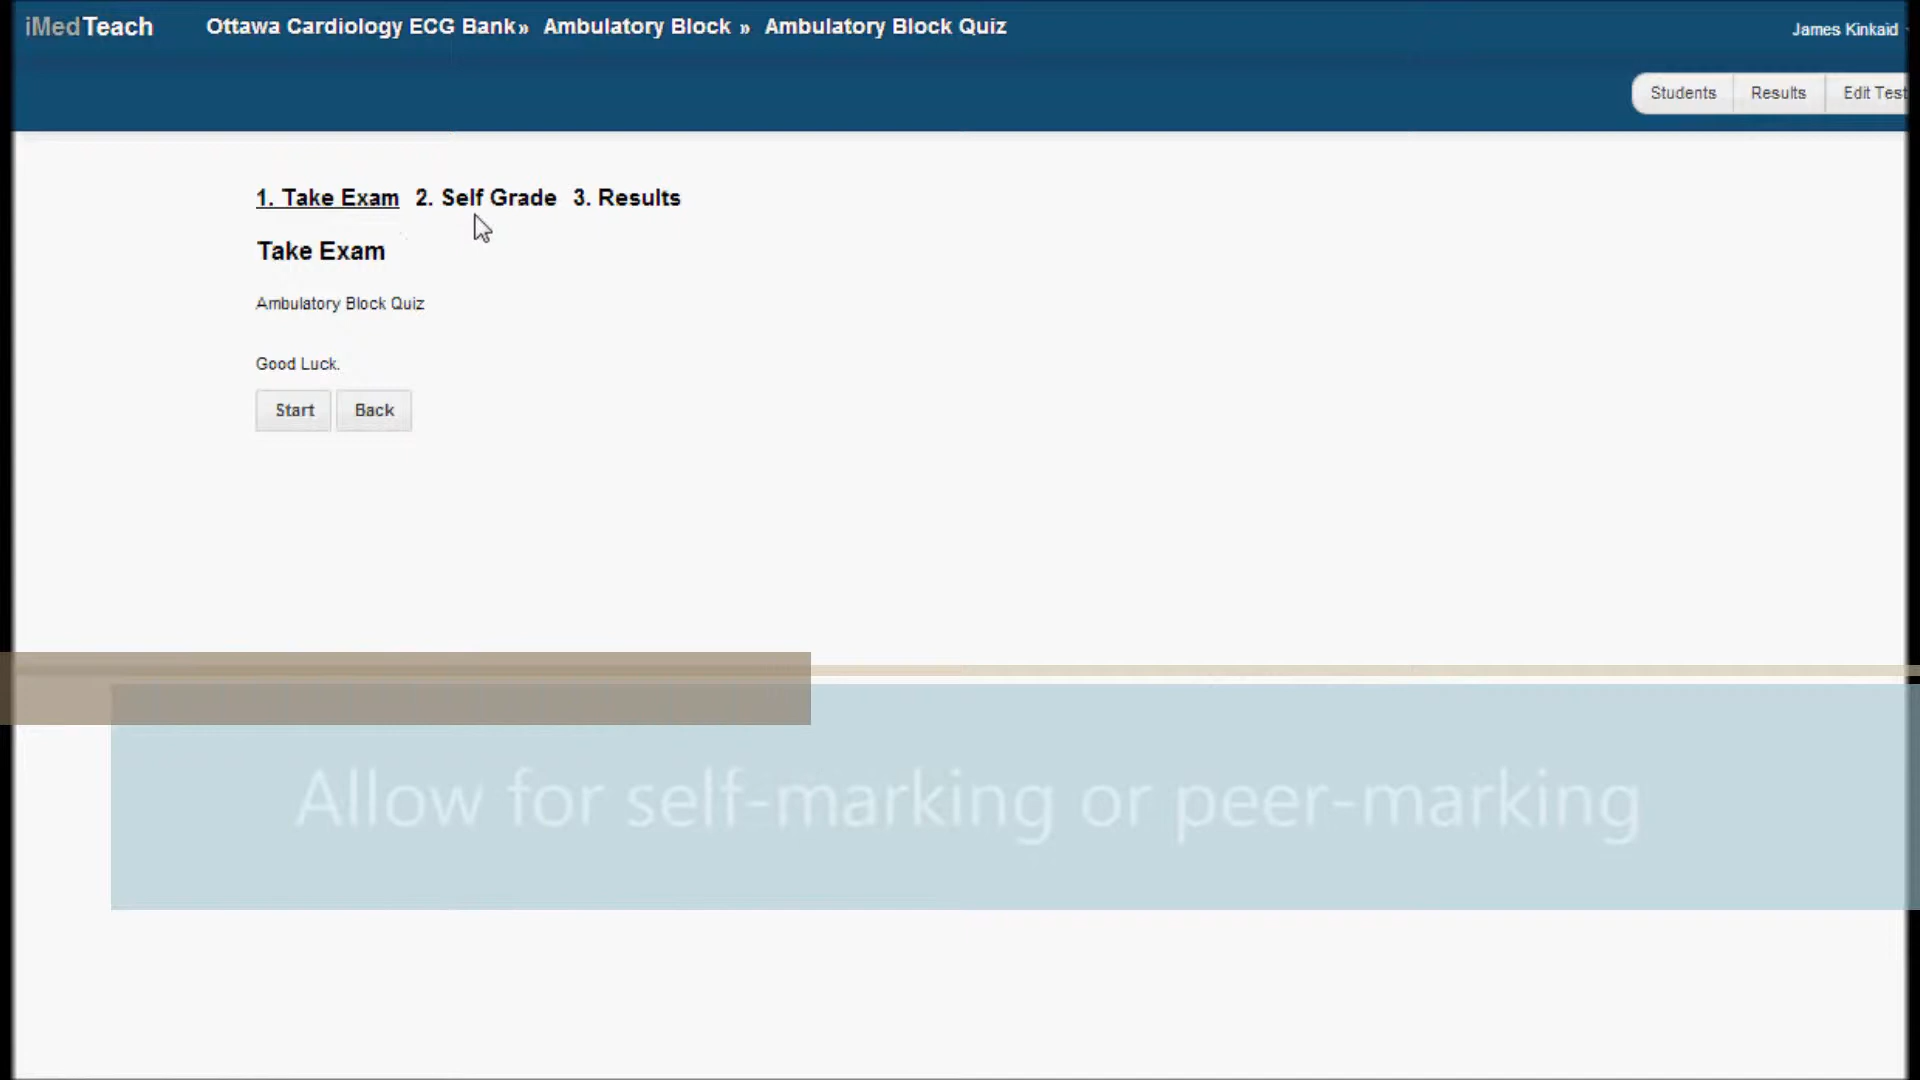 iMedTeach Ottawa Cardiology ECG Bank» Ambulatory Block » Ambulatory Block Quiz James Kinkaid
Students Results Edit Test
1. Take Exam 2. Self Grade 3. Results
Take Exam
Ambulatory Block Quiz
Good Luck.
Start Back
Allow for self-marking or peer-marking